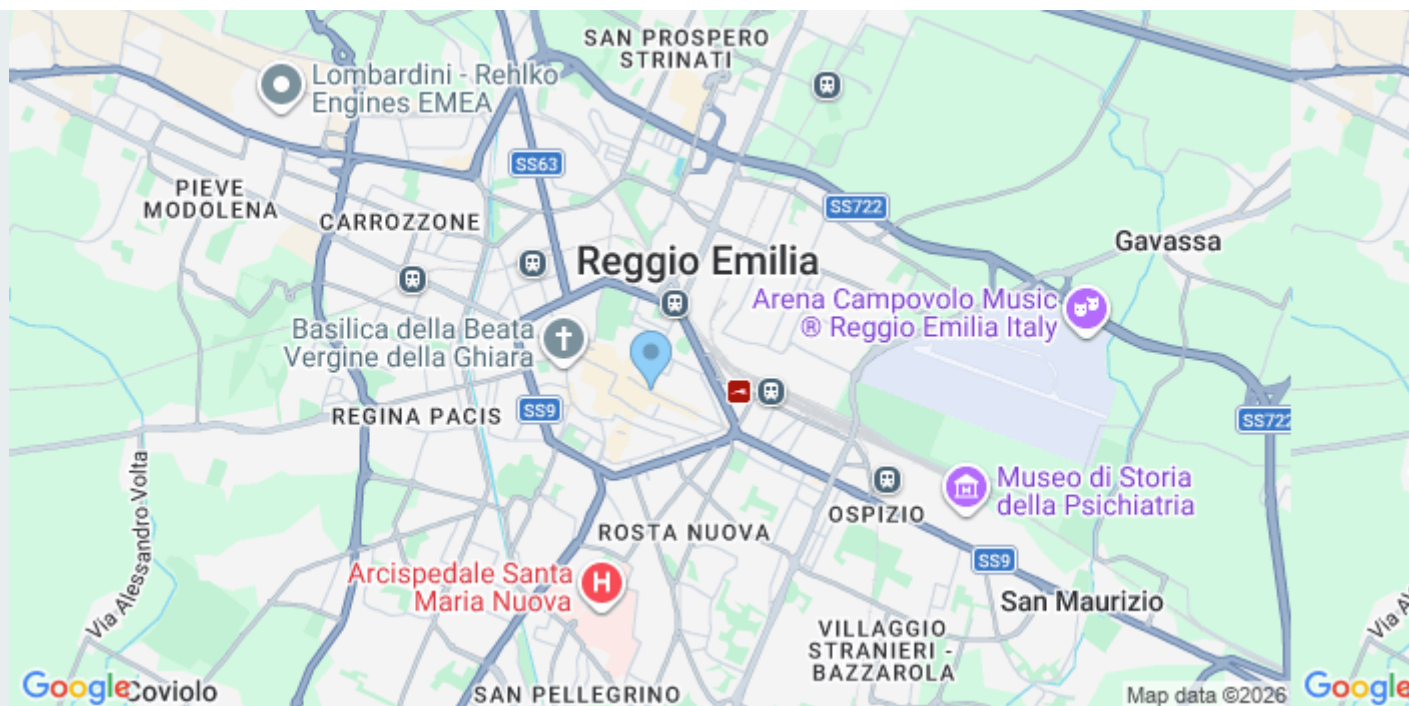 SAN PROSPERO
STRINATI
Lombardini - Rehlko
Engines EMEA
SS63
PIEVE
MODOLENA
CARROZZONE
SS722
Gavassa
Reggio Emilia
Arena Campovolo Music
® Reggio Emilia Italy
Basilica della Beata
Vergine della Ghiara
REGINA PACIS
SS9
SS722
Via Alessandro Volta
Museo di Storia
della Psichiatria
OSPIZIO
ROSTA NUOVA
SS9
Arcispedale Santa
Maria Nuova
H
San Maurizio
VILLAGGIO
STRANIERI -
BAZZAROLA
Via A
Google
Coviolo
SAN PELLEGRINO
Map data ©2026
Google